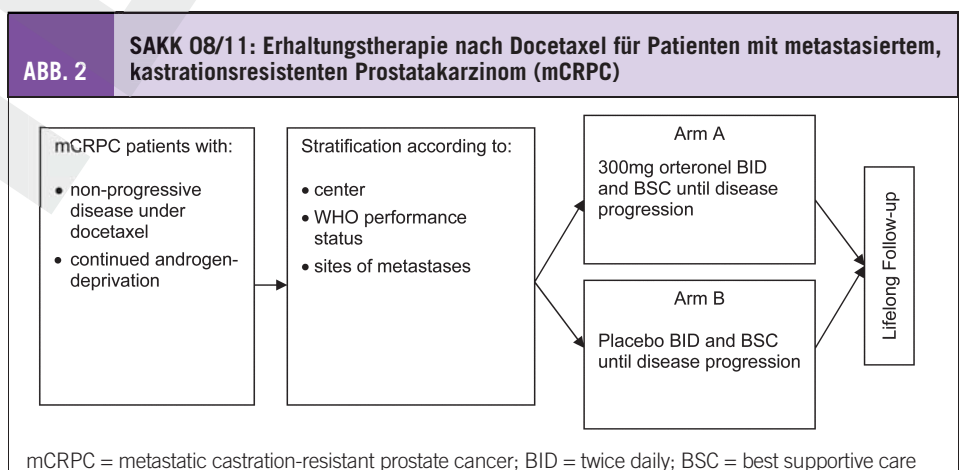 ABB. 2
SAKK 08/11: Erhaltungstherapie nach Docetaxel für Patienten mit metastasiertem,
kastrationsresistenten Prostatakarzinom (mCRPC)
mCRPC patients with:
• non-progressive
disease under
docetaxel
• continued androgen-
deprivation
Stratification according to:
• center
• WHO performance
status
• sites of metastases
Arm A
300mg orteronel BID
and BSC until disease
progression
Arm B
Placebo BID and BSC
until disease progression
Lifelong Follow-up
mCRPC = metastatic castration-resistant prostate cancer; BID = twice daily; BSC = best supportive care